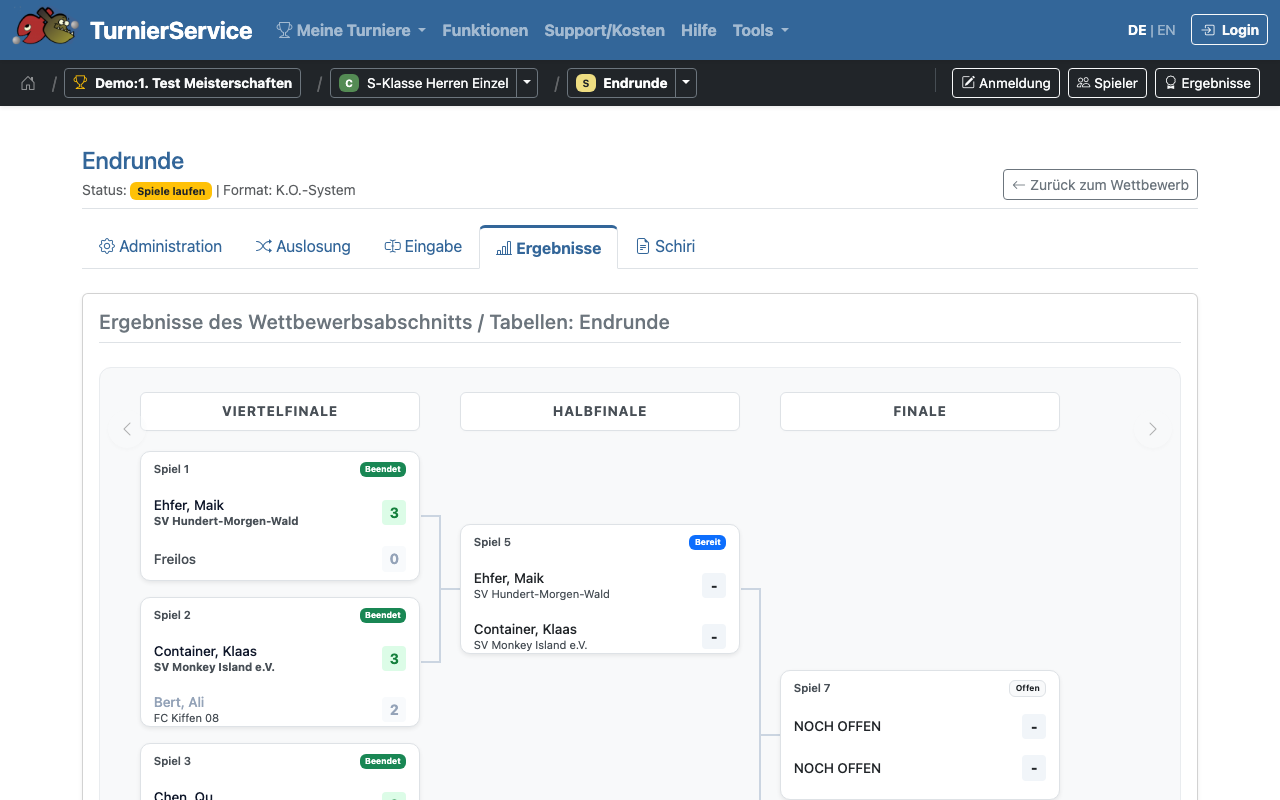 TurnierService
Meine Turniere
Funktionen
Support/Kosten
Hilfe
Tools
DE | EN
Login
/
Demo:1. Test Meisterschaften
/
C S-Klasse Herren Einzel
/
S Endrunde
Anmeldung
Spieler
Ergebnisse
Endrunde
Status: Spiele laufen | Format: K.O.-System
Zurück zum Wettbewerb
Administration
Auslosung
Eingabe
Ergebnisse
Schiri
Ergebnisse des Wettbewerbsabschnitts / Tabellen: Endrunde
VIERTELFINALE
HALBFINALE
FINALE
Spiel 1 Beendet
Ehfer, Maik 3
SV Hundert-Morgen-Wald
Freilos 0
Spiel 2 Beendet
Container, Klaas 3
SV Monkey Island e.V.
Bert, Ali 2
FC Kiffen 08
Spiel 3 Beendet
Chen, Qu
Spiel 5 Bereit
Ehfer, Maik -
SV Hundert-Morgen-Wald
Container, Klaas -
SV Monkey Island e.V.
Spiel 7 Offen
NOCH OFFEN -
NOCH OFFEN -